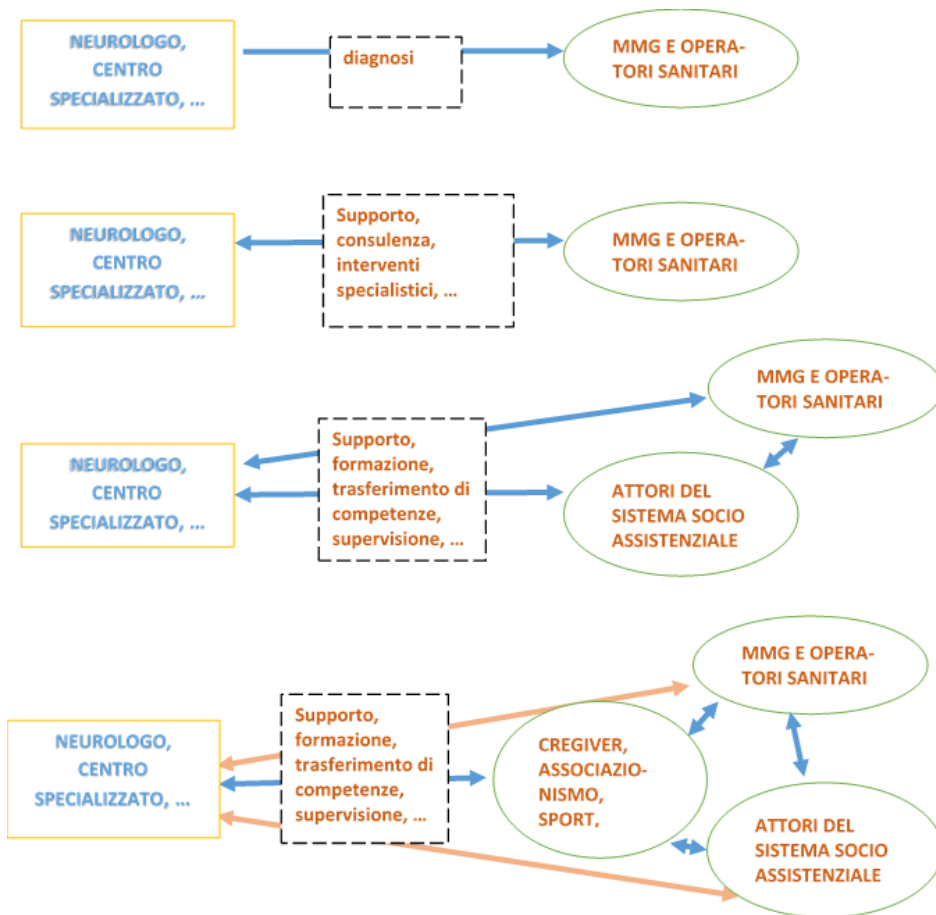 NEUROLOGO,
CENTRO
SPECIALIZZATO, ...
diagnosi
MMG E OPERA-
TORI SANITARI
NEUROLOGO,
CENTRO
SPECIALIZZATO, ...
Supporto,
consulenza,
interventi
specialistici, ...
MMG E OPERA-
TORI SANITARI
NEUROLOGO,
CENTRO
SPECIALIZZATO, ...
Supporto,
formazione,
trasferimento di
competenze,
supervisione, ...
MMG E OPERA-
TORI SANITARI
ATTORI DEL
SISTEMA SOCIO
ASSISTENZIALE
NEUROLOGO,
CENTRO
SPECIALIZZATO, ...
Supporto,
formazione,
trasferimento di
competenze,
supervisione, ...
CREGIVER,
ASSOCIAZIO-
NISMO,
SPORT,
MMG E OPERA-
TORI SANITARI
ATTORI DEL
SISTEMA SOCIO
ASSISTENZIALE